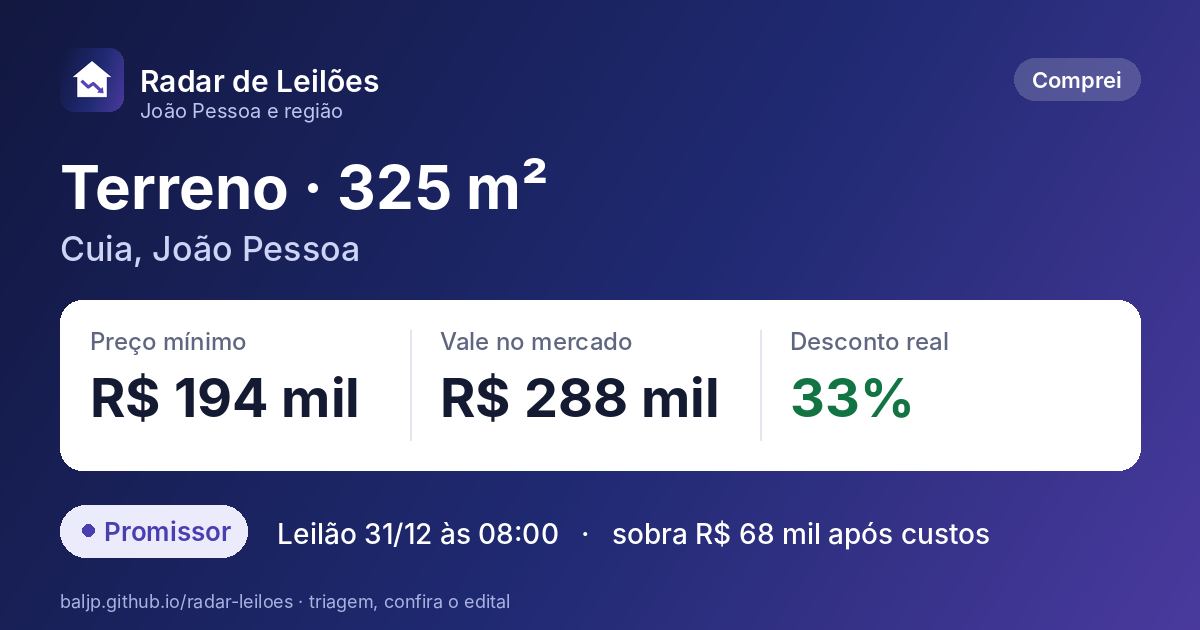 Radar de Leilões
João Pessoa e região
Comprei
Terreno · 325 m²
Cuia, João Pessoa
Preço mínimo
R$ 194 mil
Vale no mercado
R$ 288 mil
Desconto real
33%
Promissor
Leilão 31/12 às 08:00 · sobra R$ 68 mil após custos
baljp.github.io/radar-leiloes · triagem, confira o edital